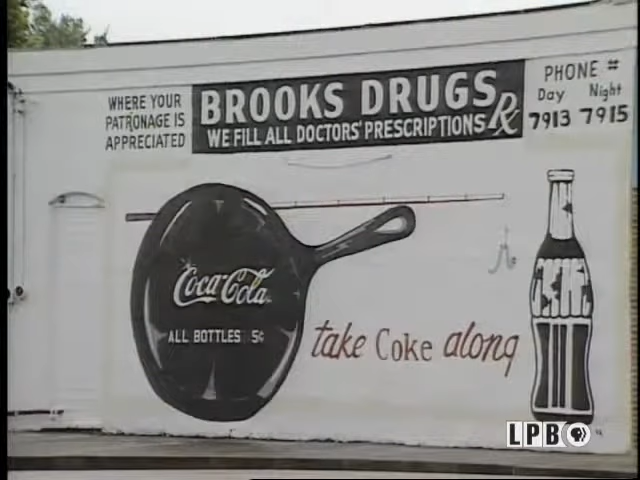 WHERE YOUR
PATRONAGE IS
APPRECIATED
BROOKS DRUGS
WE FILL ALL DOCTORS' PRESCRIPTIONS Rx
PHONE #
Day Night
7913 7915
Coca-Cola
ALL BOTTLES 5¢
take Coke along
LPB